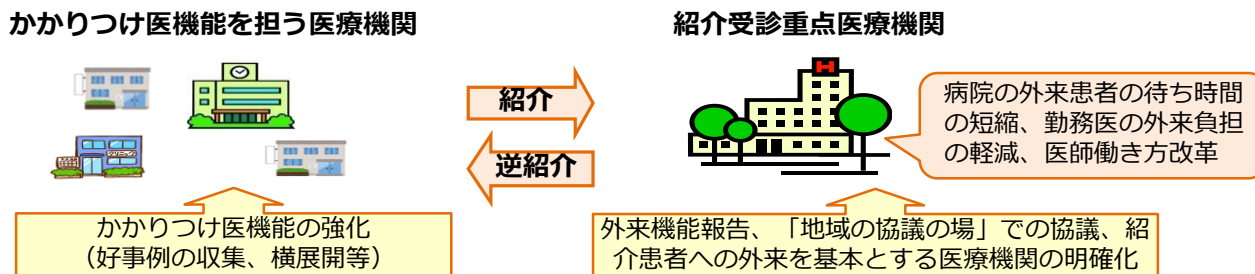 かかりつけ医機能を担う医療機関
紹介受診重点医療機関
紹介
逆紹介
病院の外来患者の待ち時間
の短縮、勤務医の外来負担
の軽減、医師働き方改革
かかりつけ医機能の強化
（好事例の収集、横展開等）
外来機能報告、「地域の協議の場」での協議、紹
介患者への外来を基本とする医療機関の明確化
H